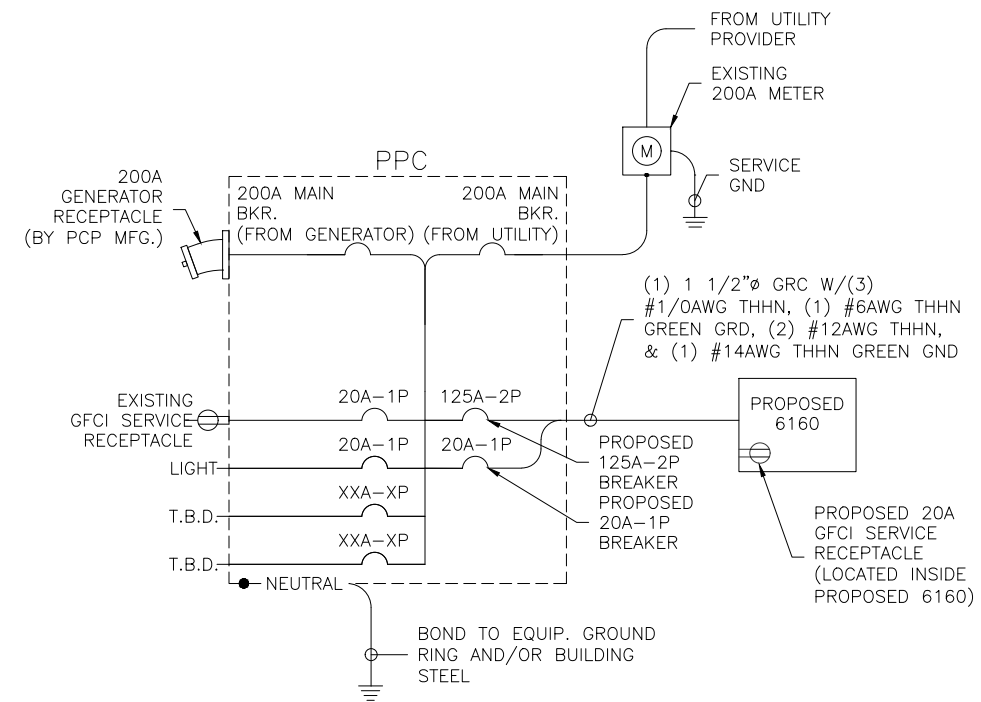 FROM UTILITY
PROVIDER
EXISTING
200A METER
M
SERVICE
GND
PPC
200A
GENERATOR
RECEPTACLE
(BY PCP MFG.)
200A MAIN
BKR.
(FROM GENERATOR)
200A MAIN
BKR.
(FROM UTILITY)
(1) 1 1/2"ø GRC W/(3)
#1/0AWG THHN, (1) #6AWG THHN
GREEN GRD, (2) #12AWG THHN,
& (1) #14AWG THHN GREEN GND
EXISTING
GFCI SERVICE
RECEPTACLE
20A-1P
125A-2P
PROPOSED
6160
LIGHT
20A-1P
20A-1P
PROPOSED
125A-2P
BREAKER
PROPOSED
20A-1P
BREAKER
T.B.D.
XXA-XP
T.B.D.
XXA-XP
PROPOSED 20A
GFCI SERVICE
RECEPTACLE
(LOCATED INSIDE
PROPOSED 6160)
NEUTRAL
BOND TO EQUIP. GROUND
RING AND/OR BUILDING
STEEL